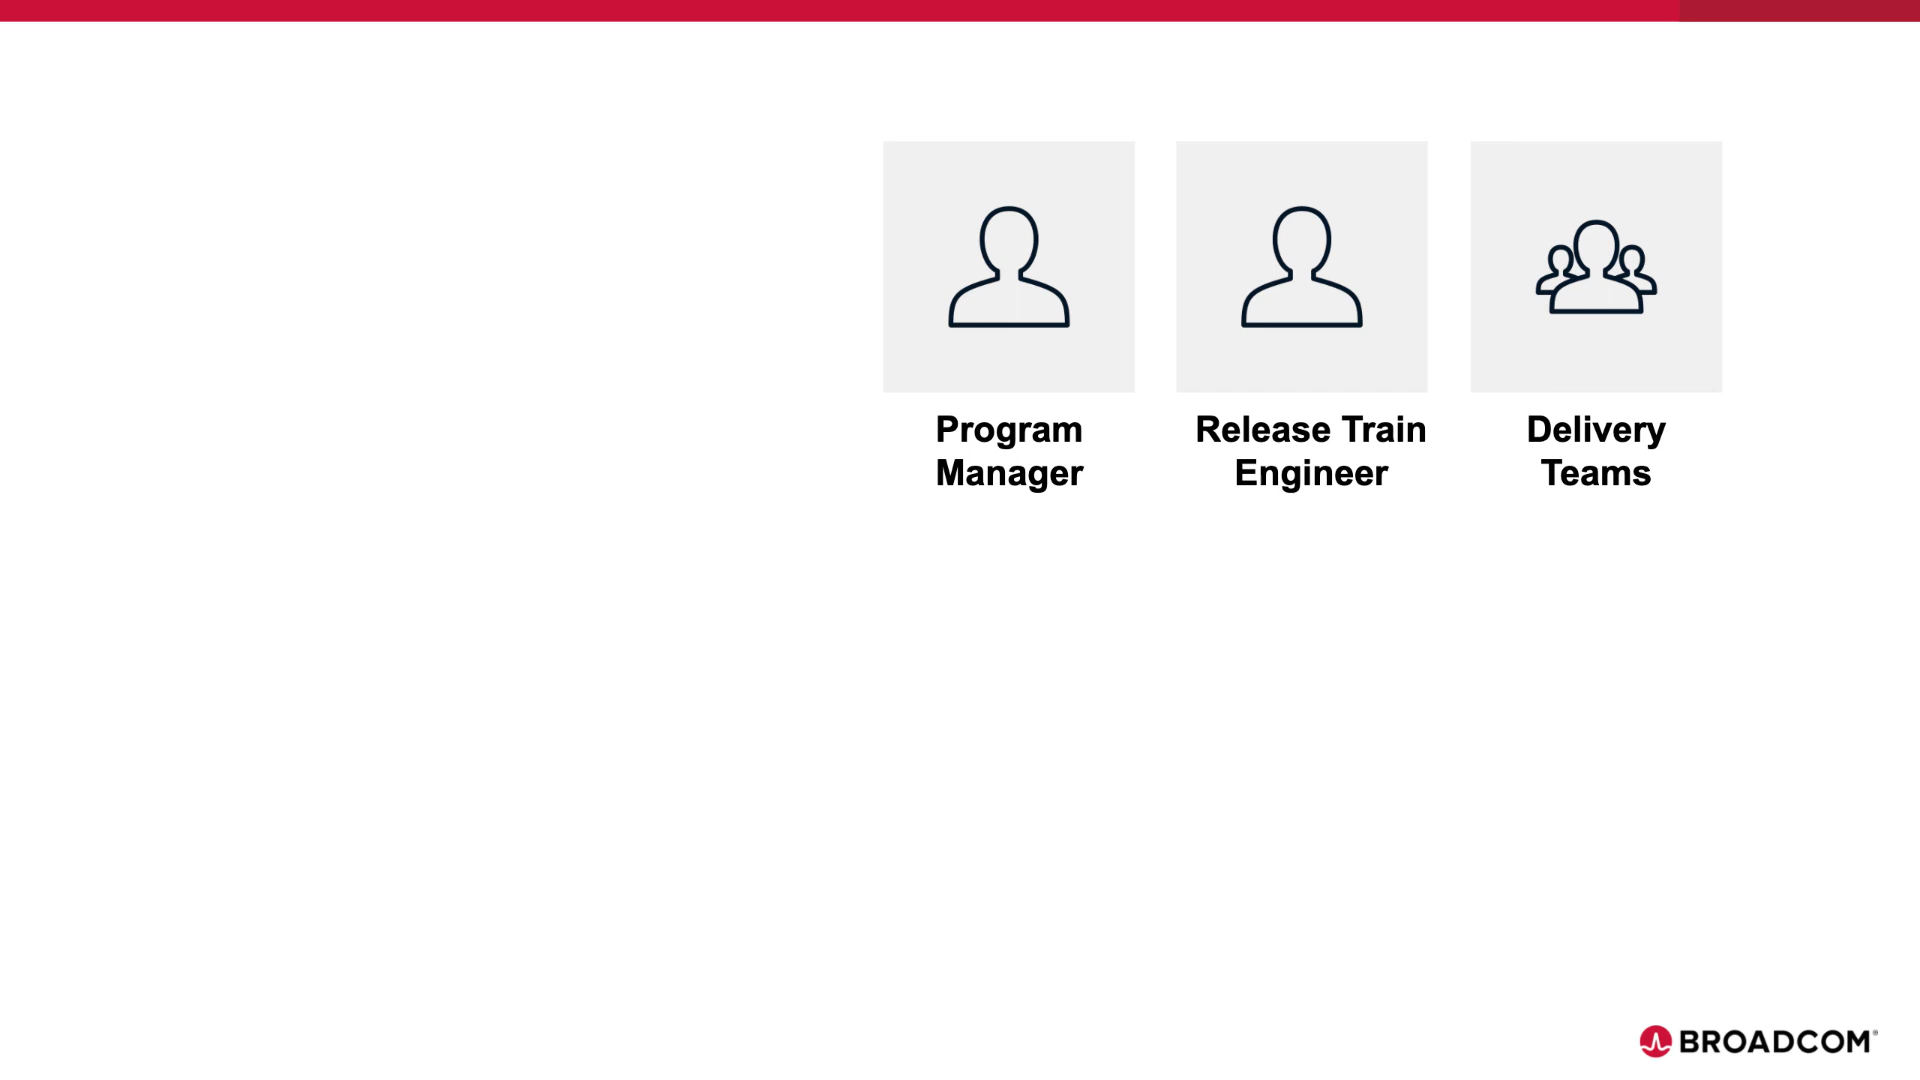 Program
Manager
Release Train
Engineer
Delivery
Teams
BROADCOM®